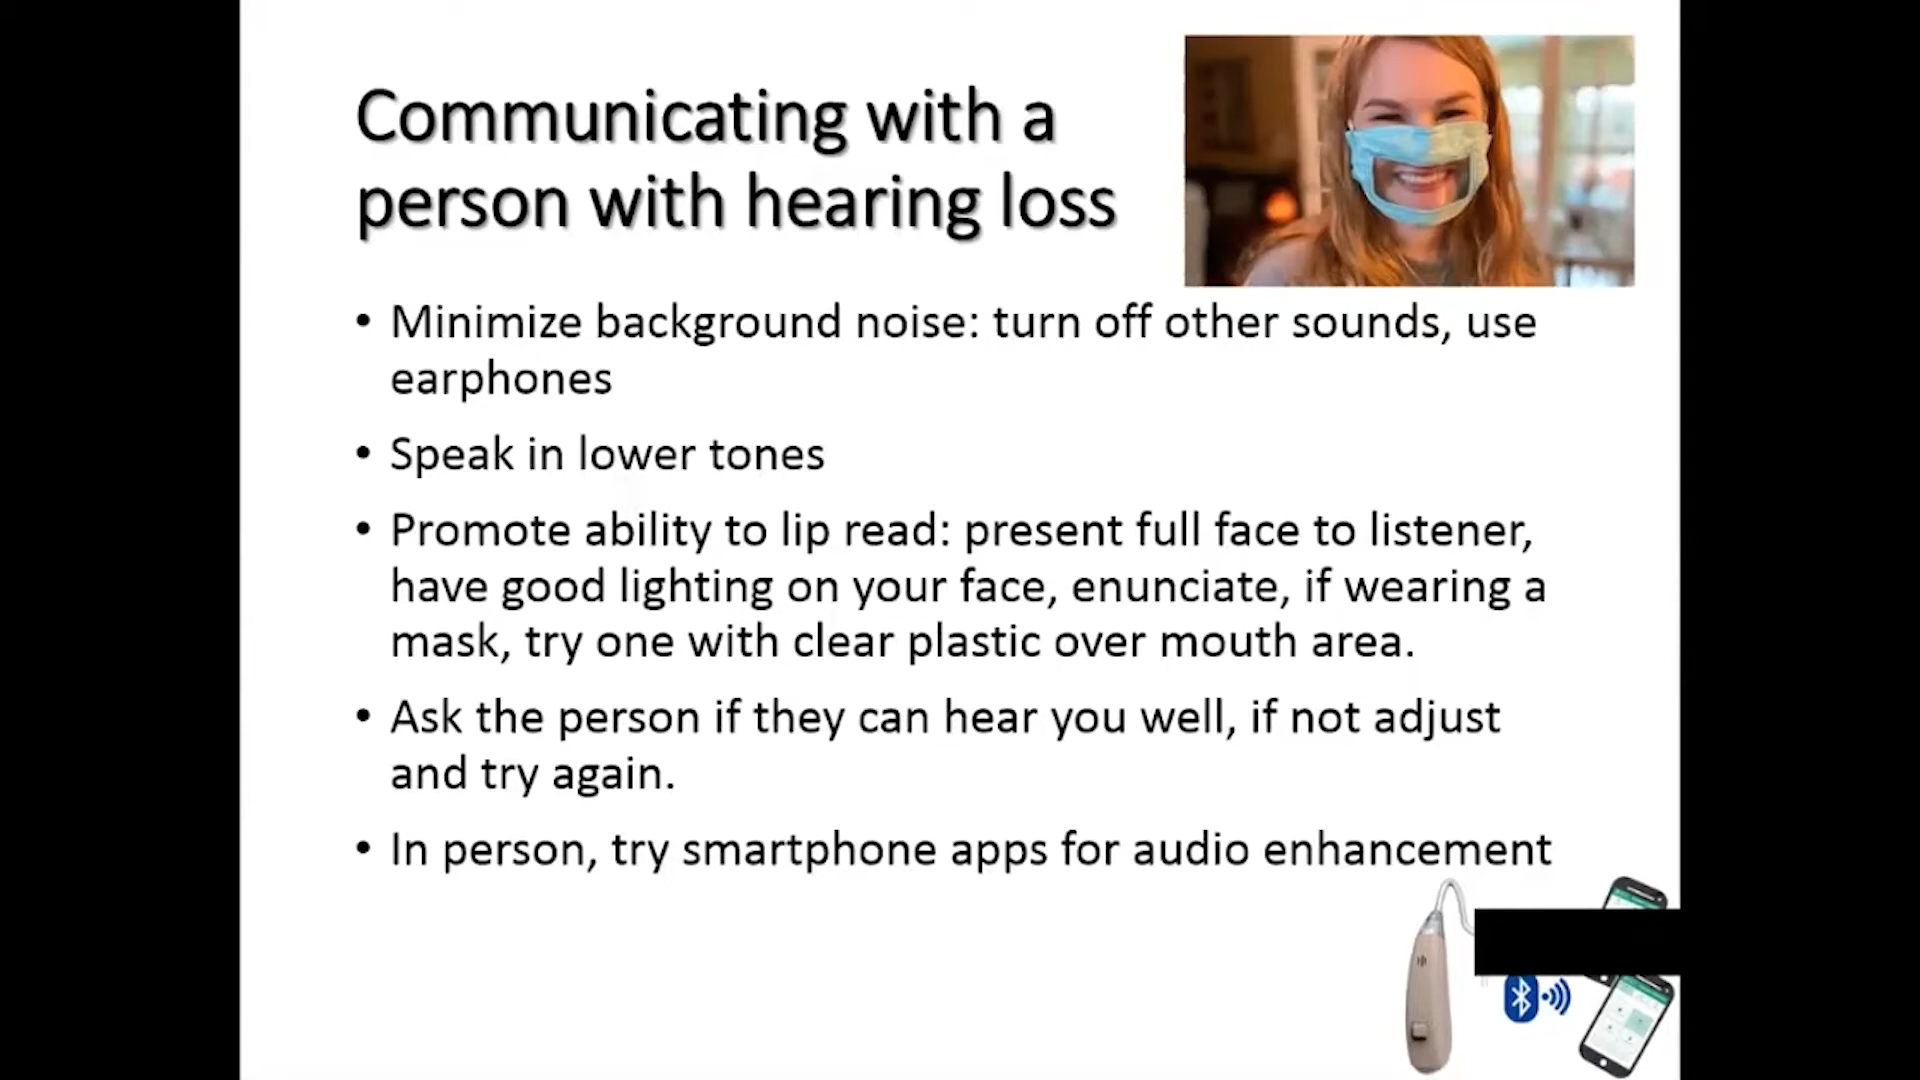 Communicating with a
person with hearing loss
• Minimize background noise: turn off other sounds, use
earphones
• Speak in lower tones
• Promote ability to lip read: present full face to listener,
have good lighting on your face, enunciate, if wearing a
mask, try one with clear plastic over mouth area.
• Ask the person if they can hear you well, if not adjust
and try again.
• In person, try smartphone apps for audio enhancement